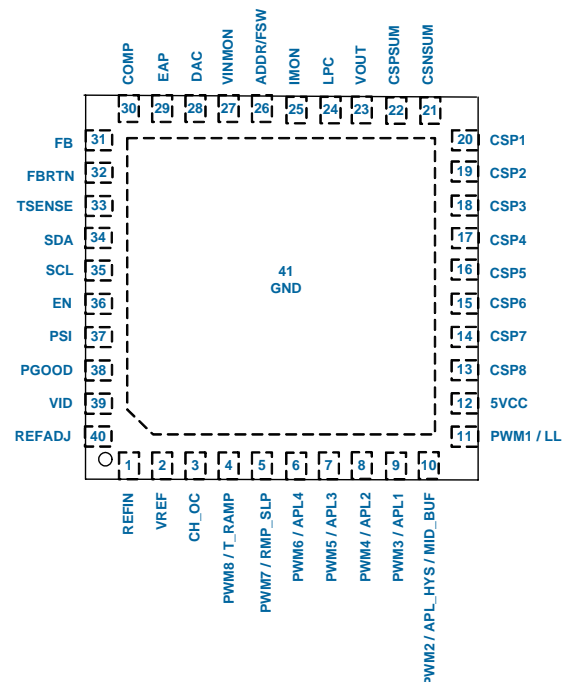 COMP
EAP
DAC
VINMON
ADDR/FSW
IMON
LPC
VOUT
CSPSUM
CSNSUM
30
29
28
27
26
25
24
23
22
21
FB 31
FBRTN 32
TSENSE 33
SDA 34
SCL 35
EN 36
PSI 37
PGOOD 38
VID 39
REFADJ 40
41
GND
20 CSP1
19 CSP2
18 CSP3
17 CSP4
16 CSP5
15 CSP6
14 CSP7
13 CSP8
12 5VCC
11 PWM1 / LL
1
2
3
4
5
6
7
8
9
10
REFIN
VREF
CH_OC
PWM8 / T_RAMP
PWM7 / RMP_SLP
PWM6 / APL4
PWM5 / APL3
PWM4 / APL2
PWM3 / APL1
PWM2 / APL_HYS / MID_BUF